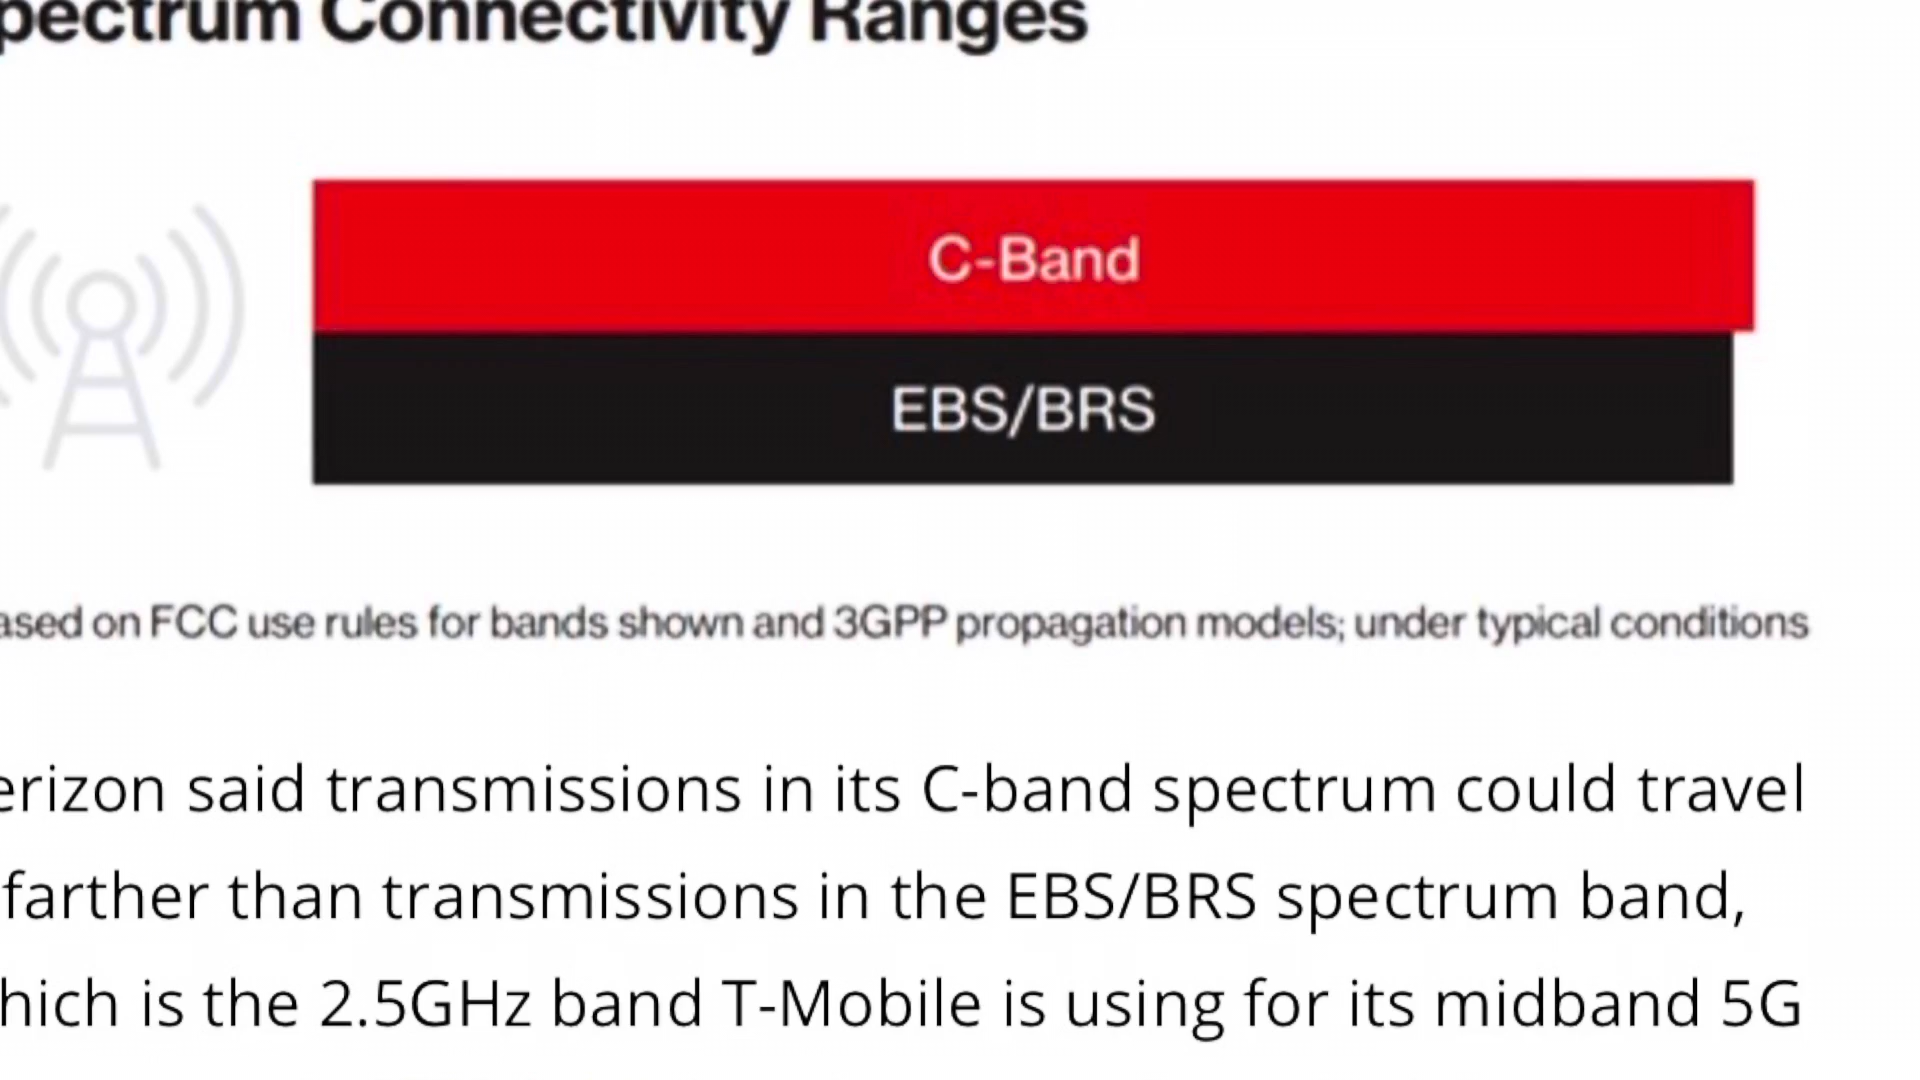 pectrum Connectivity Ranges
C-Band
EBS/BRS
ased on FCC use rules for bands shown and 3GPP propagation models; under typical conditions
erizon said transmissions in its C-band spectrum could travel
farther than transmissions in the EBS/BRS spectrum band,
hich is the 2.5GHz band T-Mobile is using for its midband 5G